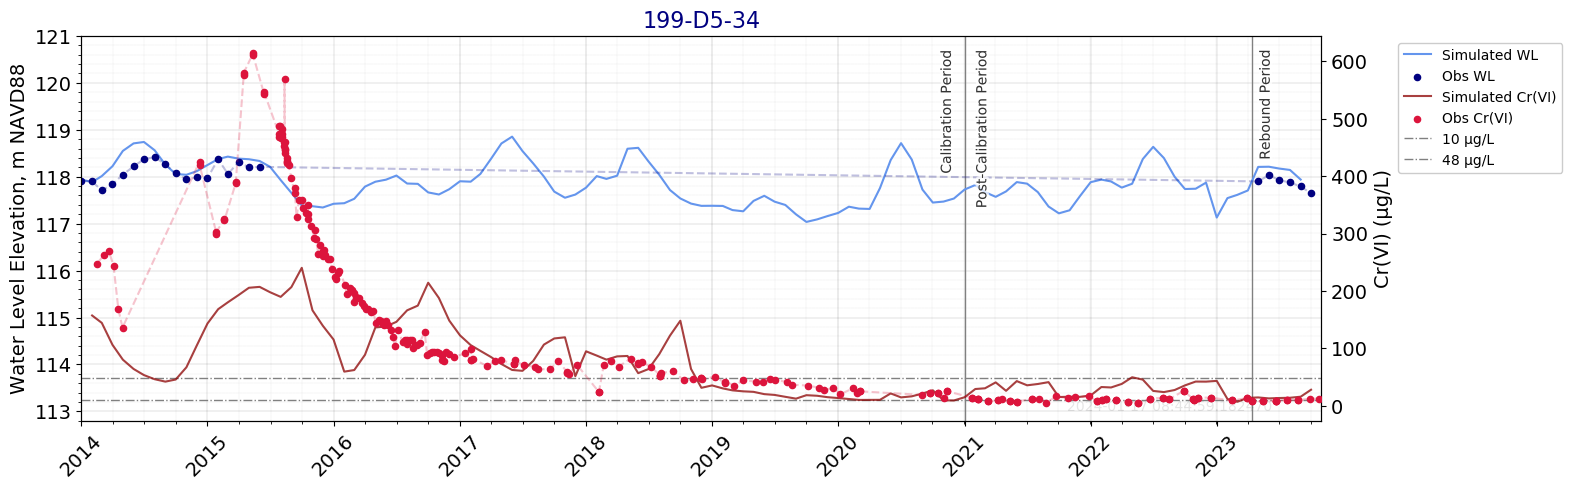 199-D5-34
Water Level Elevation, m NAVD88
121
120
119
118
117
116
115
114
113
2014
2015
2016
2017
2018
2019
2020
2021
2022
2023
Calibration Period
Post-Calibration Period
Rebound Period
600
500
400
300
200
100
0
Cr(VI) (µg/L)
Simulated WL
Obs WL
Simulated Cr(VI)
Obs Cr(VI)
10 µg/L
48 µg/L